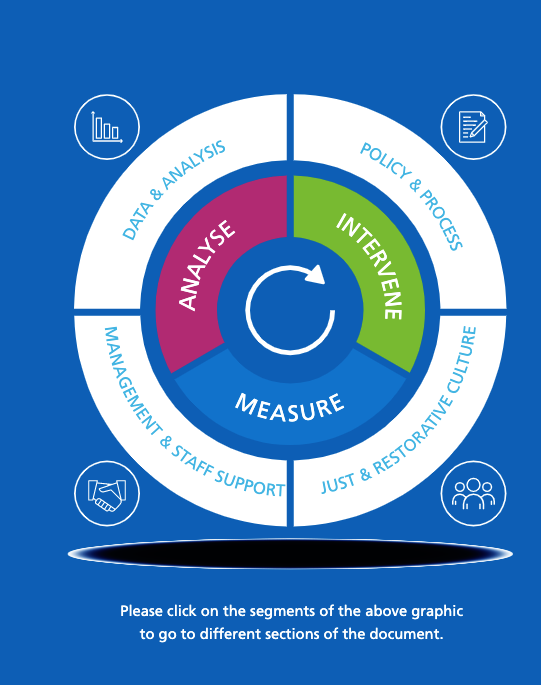 DATA & ANALYSIS
POLICY & PROCESS
ANALYSE
INTERVENE
MEASURE
MANAGEMENT & STAFF SUPPORT
JUST & RESTORATIVE CULTURE
Please click on the segments of the above graphic
to go to different sections of the document.